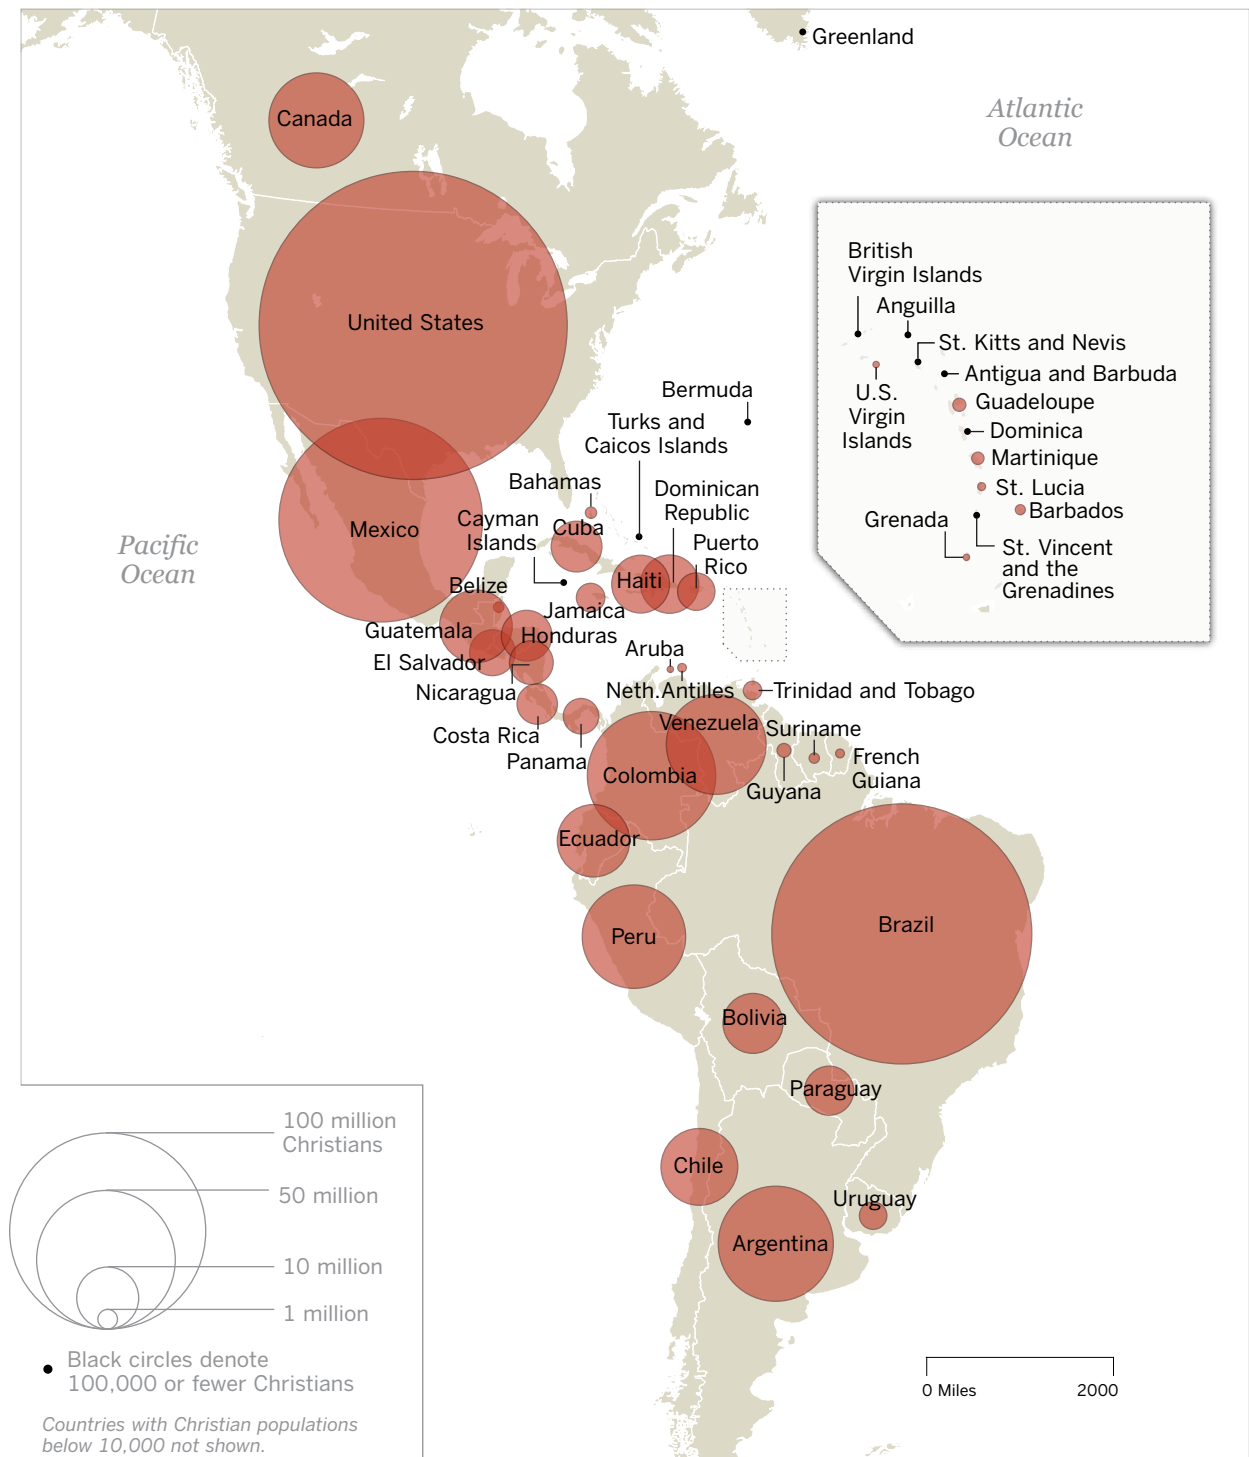 Greenland
Atlantic
Ocean
Canada
United States
Mexico
Pacific
Ocean
Bermuda
Turks and
Caicos Islands
Bahamas
Dominican
Republic
Cayman
Islands
Cuba
Puerto
Rico
Haiti
Belize
Jamaica
Guatemala
Honduras
El Salvador
Nicaragua
Aruba
Neth.Antilles
Trinidad and Tobago
Costa Rica
Panama
Venezuela
Suriname
Colombia
French
Guiana
Guyana
Ecuador
Peru
Brazil
Bolivia
Paraguay
Chile
Uruguay
Argentina
British
Virgin Islands
Anguilla
St. Kitts and Nevis
Antigua and Barbuda
U.S.
Virgin
Islands
Guadeloupe
Dominica
Martinique
St. Lucia
Barbados
Grenada
St. Vincent
and the
Grenadines
100 million
Christians
50 million
10 million
1 million
Black circles denote
100,000 or fewer Christians
Countries with Christian populations
below 10,000 not shown.
0 Miles 2000